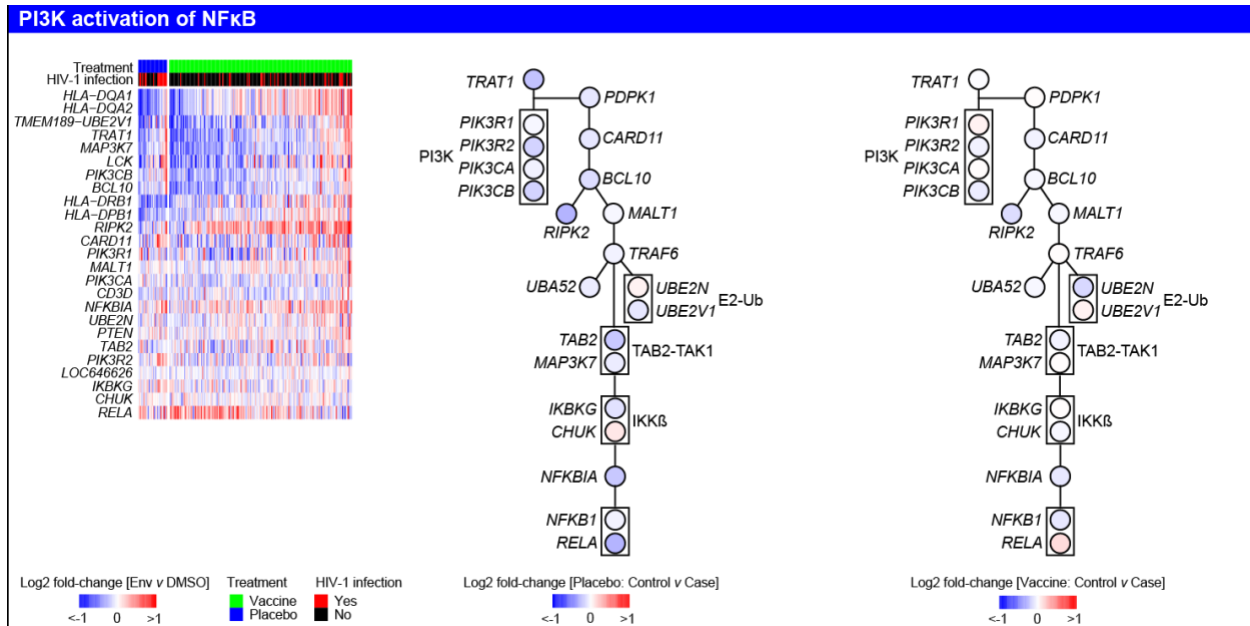 PI3K activation of NFκB
Treatment
HIV-1 infection
HLA−DQA1
HLA−DQA2
TMEM189−UBE2V1
TRAT1
MAP3K7
LCK
PIK3CB
BCL10
HLA−DRB1
HLA−DPB1
RIPK2
CARD11
PIK3R1
MALT1
PIK3CA
CD3D
NFKBIA
UBE2N
PTEN
TAB2
PIK3R2
LOC646626
IKBKG
CHUK
RELA
Log2 fold-change [Env v DMSO]
<-1 0 >1
Treatment
Vaccine
Placebo
HIV-1 infection
Yes
No
TRAT1
PDPK1
PIK3R1
PIK3R2
PIK3CA
PIK3CB
PI3K
CARD11
BCL10
RIPK2
MALT1
TRAF6
UBA52
UBE2N
UBE2V1
E2-Ub
TAB2
MAP3K7
TAB2-TAK1
IKBKG
CHUK
IKKß
NFKBIA
NFKB1
RELA
Log2 fold-change [Placebo: Control v Case]
<-1 0 >1
TRAT1
PDPK1
PIK3R1
PIK3R2
PIK3CA
PIK3CB
PI3K
CARD11
BCL10
RIPK2
MALT1
TRAF6
UBA52
UBE2N
UBE2V1
E2-Ub
TAB2
MAP3K7
TAB2-TAK1
IKBKG
CHUK
IKKß
NFKBIA
NFKB1
RELA
Log2 fold-change [Vaccine: Control v Case]
<-1 0 >1